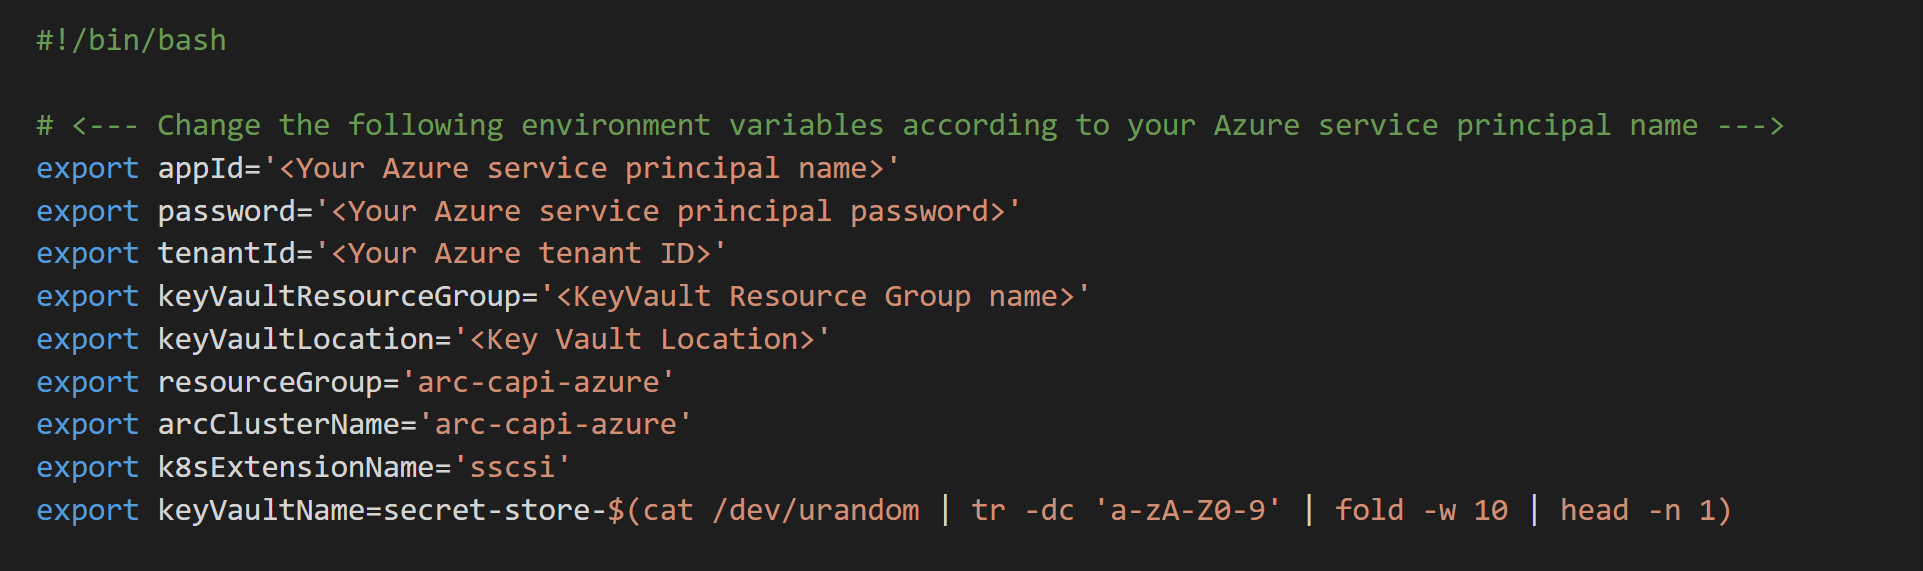 #!/bin/bash
# <--- Change the following environment variables according to your Azure service principal name --->
export appId='<Your Azure service principal name>'
export password='<Your Azure service principal password>'
export tenantId='<Your Azure tenant ID>'
export keyVaultResourceGroup='<KeyVault Resource Group name>'
export keyVaultLocation='<Key Vault Location>'
export resourceGroup='arc-capi-azure'
export arcClusterName='arc-capi-azure'
export k8sExtensionName='sscsi'
export keyVaultName=secret-store-$(cat /dev/urandom | tr -dc 'a-zA-Z0-9' | fold -w 10 | head -n 1)